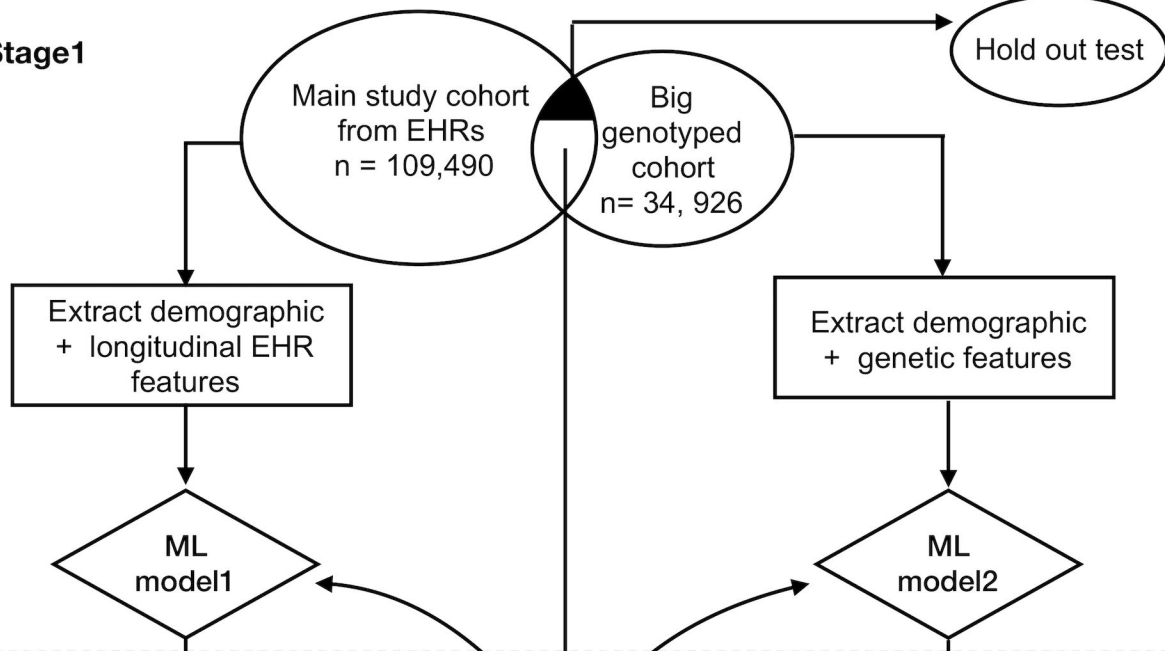 Stage1
Hold out test
Main study cohort
from EHRs
n = 109,490
Big
genotyped
cohort
n= 34, 926
Extract demographic
+ longitudinal EHR
features
Extract demographic
+ genetic features
ML
model1
ML
model2